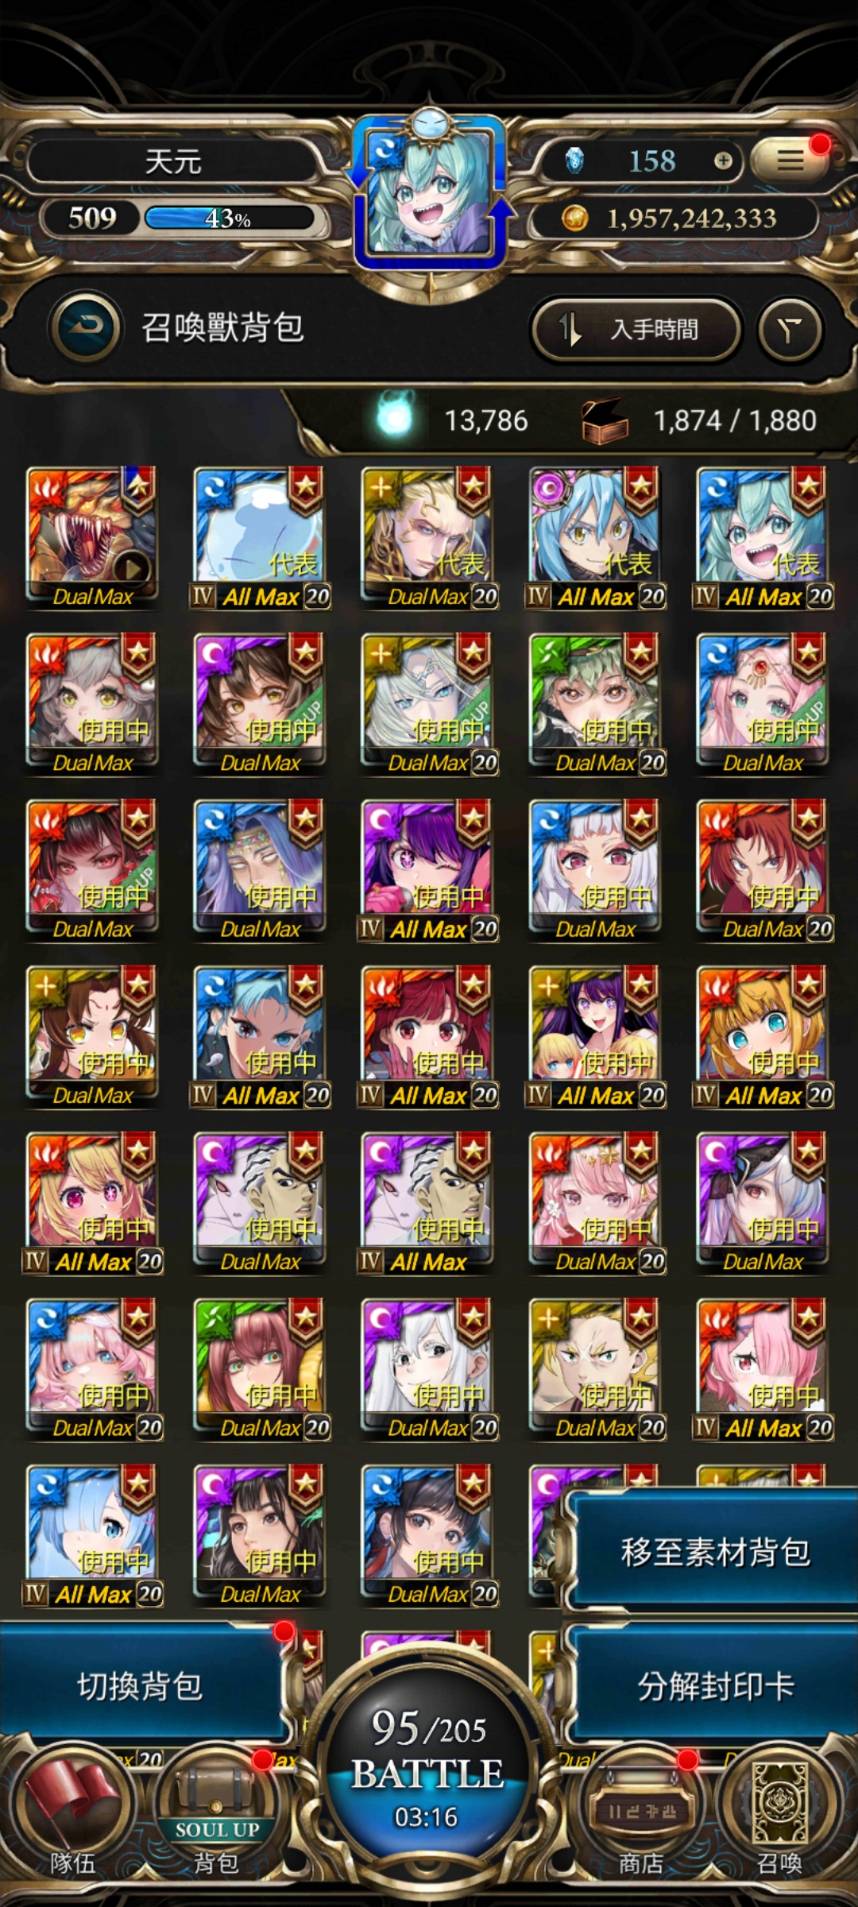 天元
158
509
43%
1,957,242,333
召喚獸背包
入手時間
13,786
1,874 / 1,880
代表 代表 代表 代表
Dual Max IV All Max 20 Dual Max 20 IV All Max 20 IV All Max 20
使用中 使用中 UP 使用中 UP 使用中 使用中 UP
Dual Max Dual Max Dual Max 20 Dual Max 20 Dual Max
使用中 UP 使用中 使用中 使用中 使用中
Dual Max Dual Max IV All Max 20 Dual Max Dual Max 20
使用中 使用中 使用中 使用中 使用中
Dual Max IV All Max 20 IV All Max 20 IV All Max 20 IV All Max 20
使用中 使用中 使用中 使用中 使用中
IV All Max 20 Dual Max IV All Max Dual Max 20 Dual Max
使用中 使用中 使用中 使用中 使用中
Dual Max 20 Dual Max 20 Dual Max 20 Dual Max 20 IV All Max 20
使用中 使用中 使用中
IV All Max 20 Dual Max Dual Max 20
移至素材背包
切換背包
分解封印卡
95/205
BATTLE
03:16
20
Dual
SOUL UP
隊伍
背包
商店
召喚